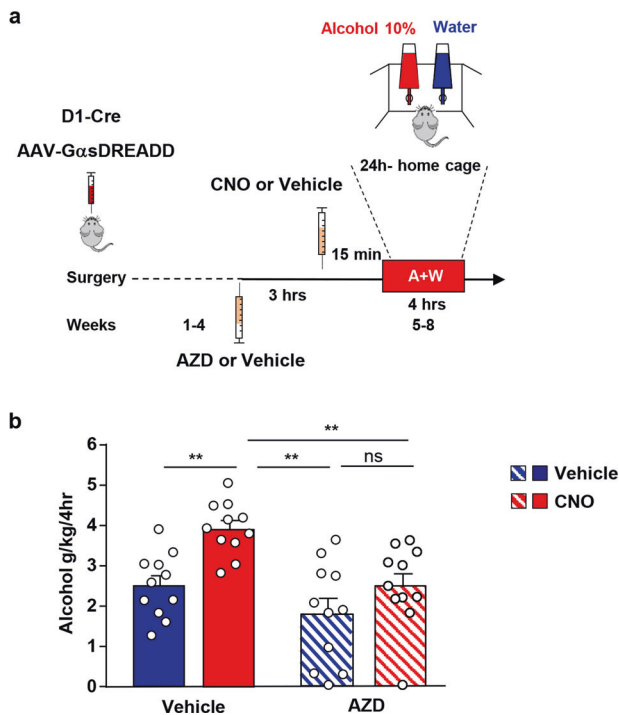 a
Alcohol 10% Water
D1-Cre
AAV-GαsDREADD
24h- home cage
CNO or Vehicle
15 min
Surgery
A+W
3 hrs
4 hrs
Weeks 1-4 5-8
AZD or Vehicle
b
**
** ** ns
6
5
4
3
2
1
0
Alcohol g/kg/4hr
Vehicle
CNO
Vehicle AZD